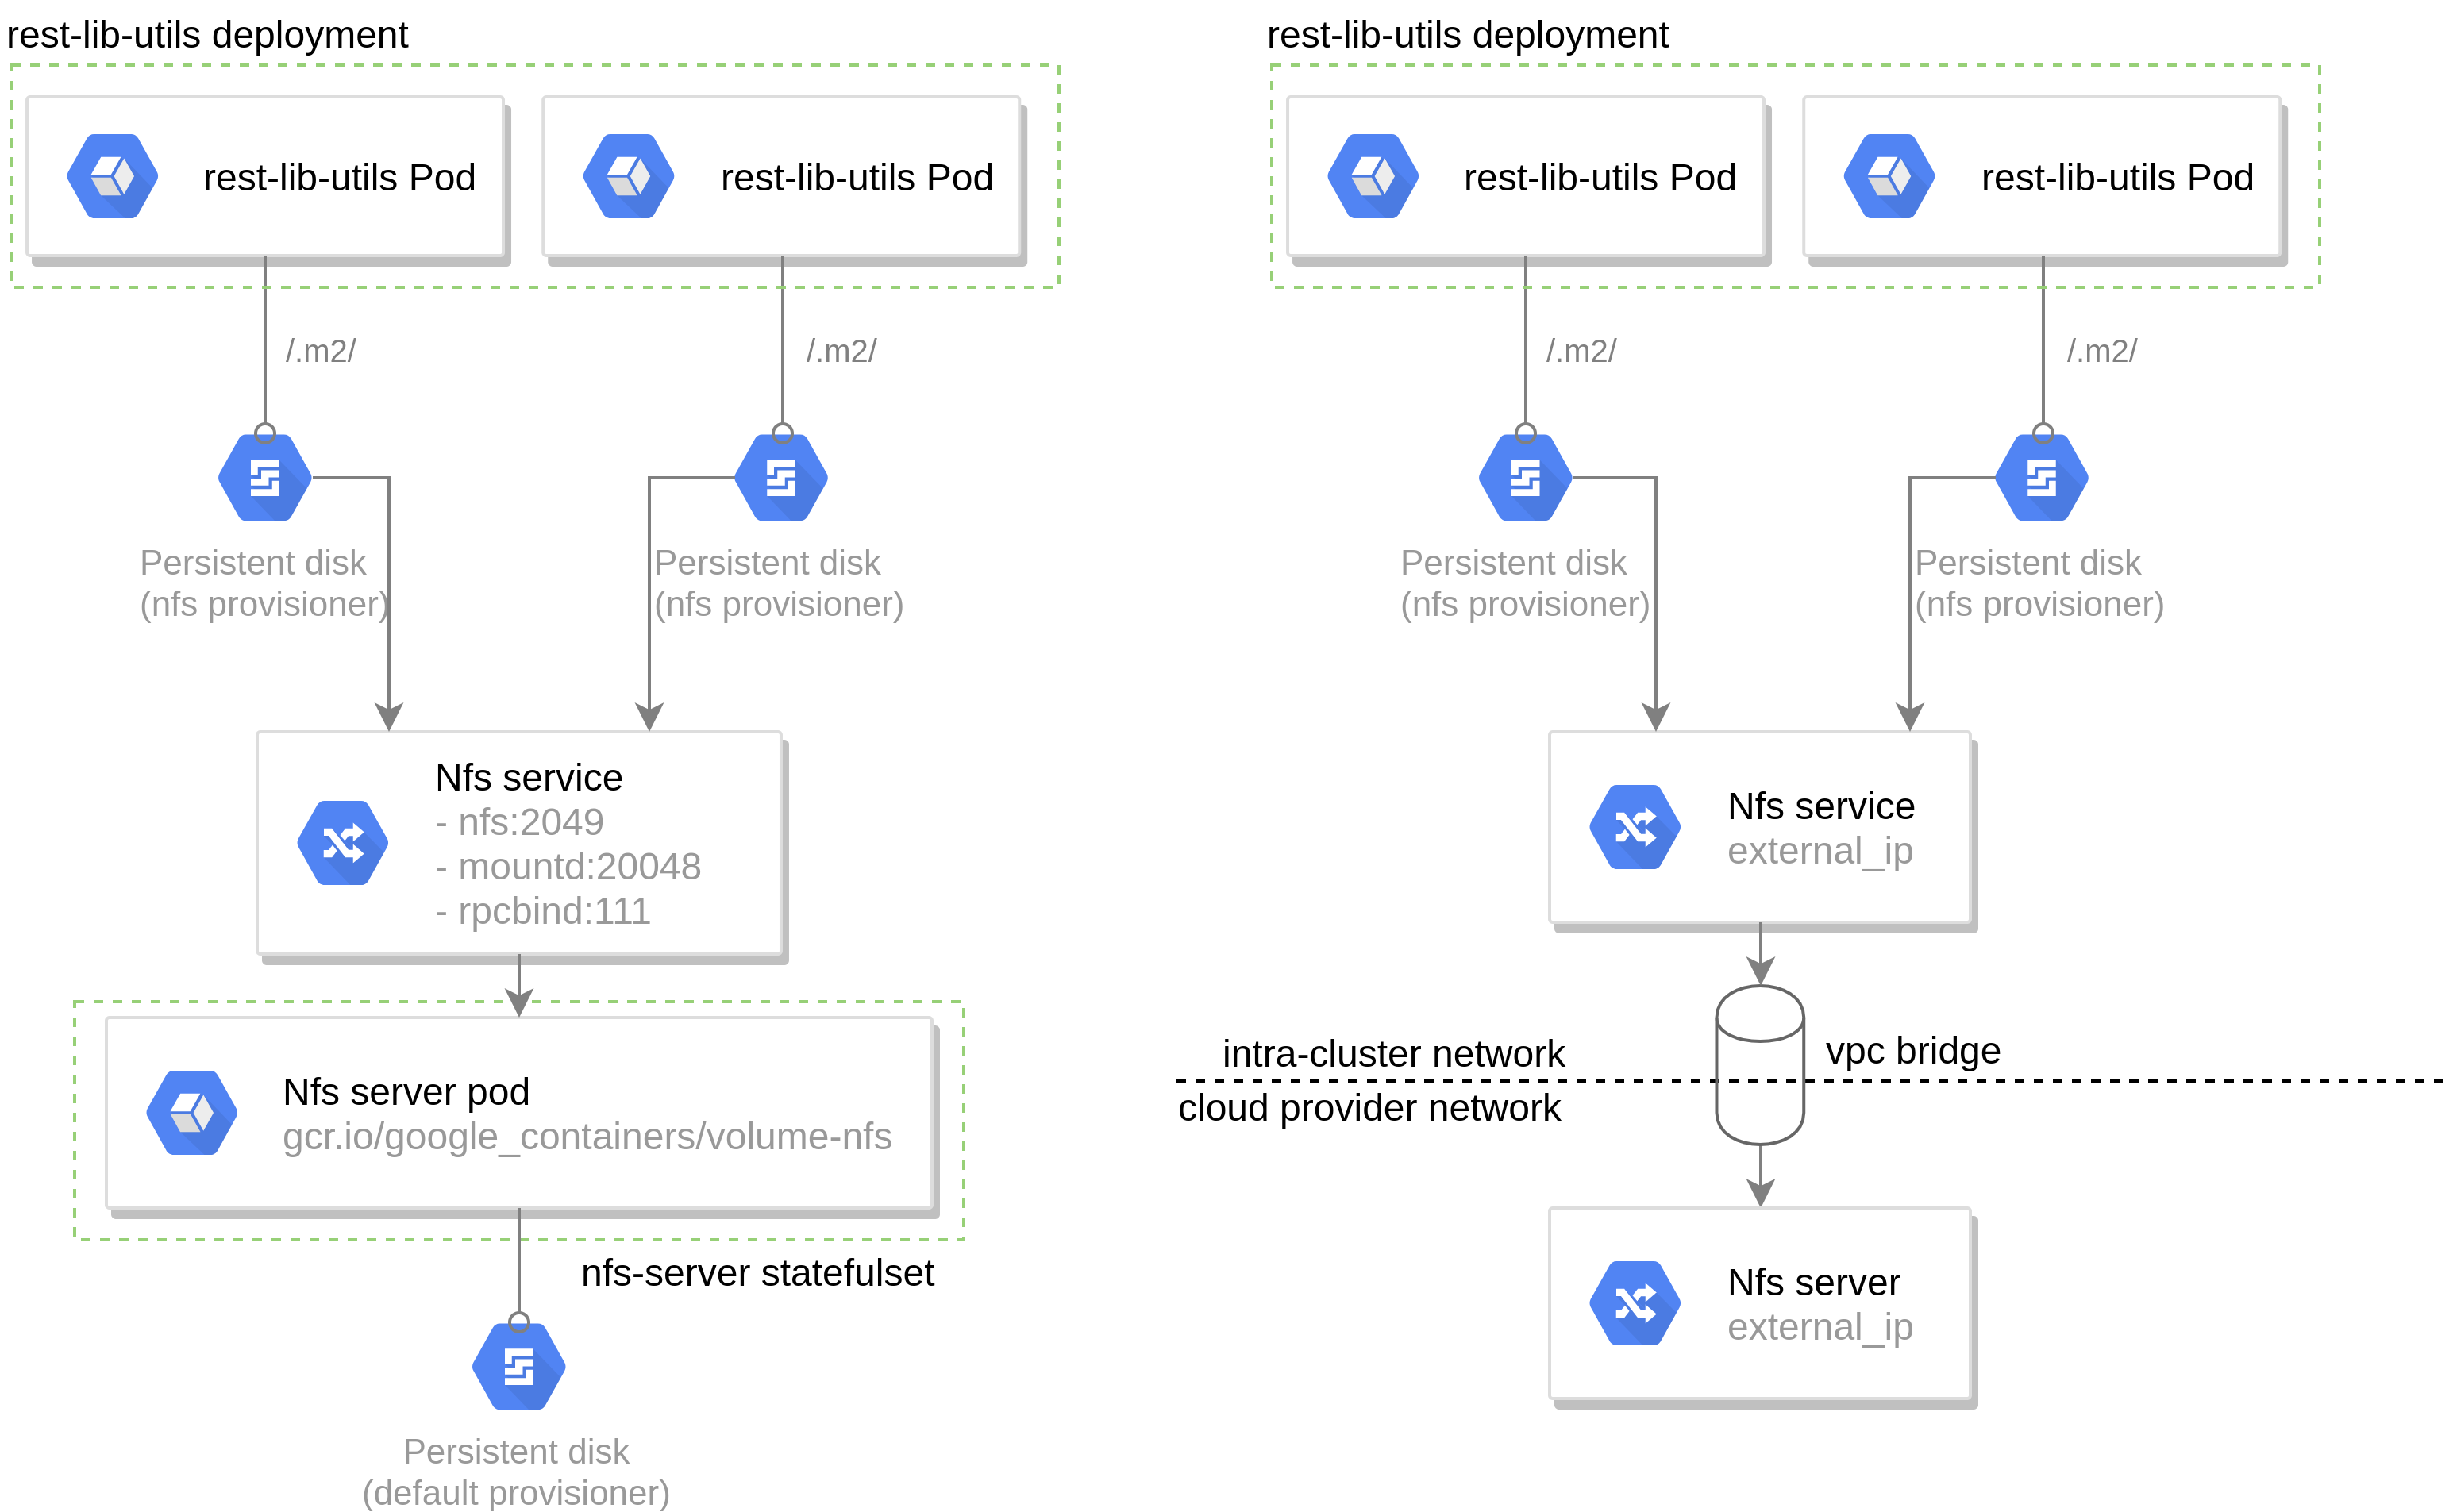 rest-lib-utils deployment
rest-lib-utils Pod
rest-lib-utils Pod
/.m2/
/.m2/
Persistent disk
(nfs provisioner)
Persistent disk
(nfs provisioner)
Nfs service
- nfs:2049
- mountd:20048
- rpcbind:111
Nfs server pod
gcr.io/google_containers/volume-nfs
nfs-server statefulset
Persistent disk
(default provisioner)
rest-lib-utils deployment
rest-lib-utils Pod
rest-lib-utils Pod
/.m2/
/.m2/
Persistent disk
(nfs provisioner)
Persistent disk
(nfs provisioner)
Nfs service
external_ip
intra-cluster network
vpc bridge
cloud provider network
Nfs server
external_ip